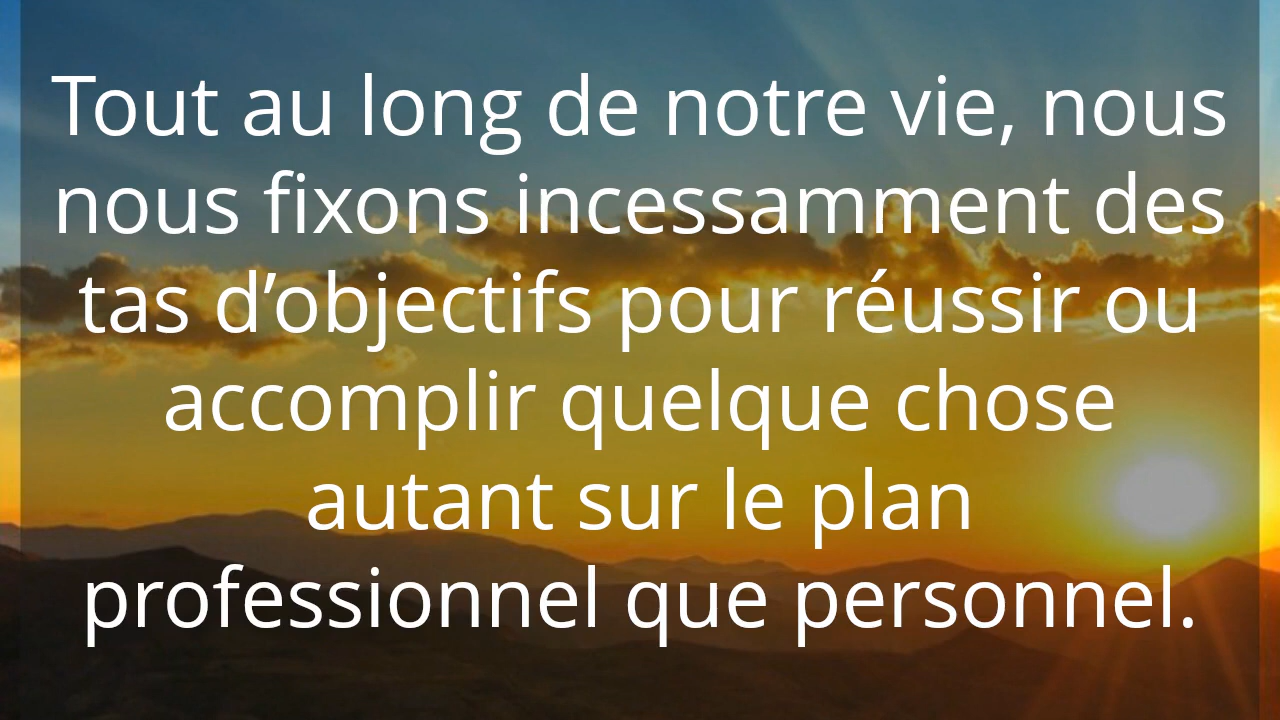 Tout au long de notre vie, nous
nous fixons incessamment des
tas d’objectifs pour réussir ou
accomplir quelque chose
autant sur le plan
professionnel que personnel.